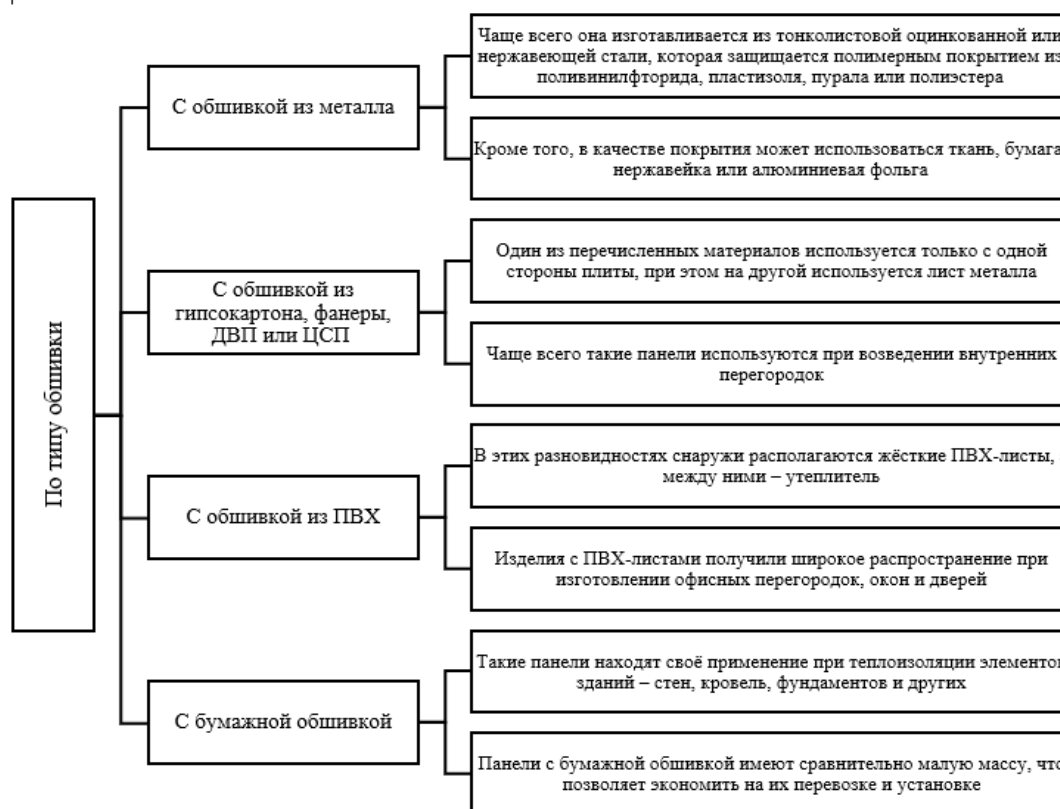 По типу обшивки
С обшивкой из металла
Чаще всего она изготавливается из тонколистовой оцинкованной или
нержавеющей стали, которая защищается полимерным покрытием из
поливинилфторида, пластизоля, пурала или полиэстера
Кроме того, в качестве покрытия может использоваться ткань, бумага
нержавейка или алюминиевая фольга
С обшивкой из
гипсокартона, фанеры,
ДВП или ЦСП
Один из перечисленных материалов используется только с одной
стороны плиты, при этом на другой используется лист металла
Чаще всего такие панели используются при возведении внутренних
перегородок
С обшивкой из ПВХ
В этих разновидностях снаружи располагаются жёсткие ПВХ-листы,
между ними – утеплитель
Изделия с ПВХ-листами получили широкое распространение при
изготовлении офисных перегородок, окон и дверей
С бумажной обшивкой
Такие панели находят своё применение при теплоизоляции элементов
зданий – стен, кровель, фундаментов и других
Панели с бумажной обшивкой имеют сравнительно малую массу, что
позволяет экономить на их перевозке и установке